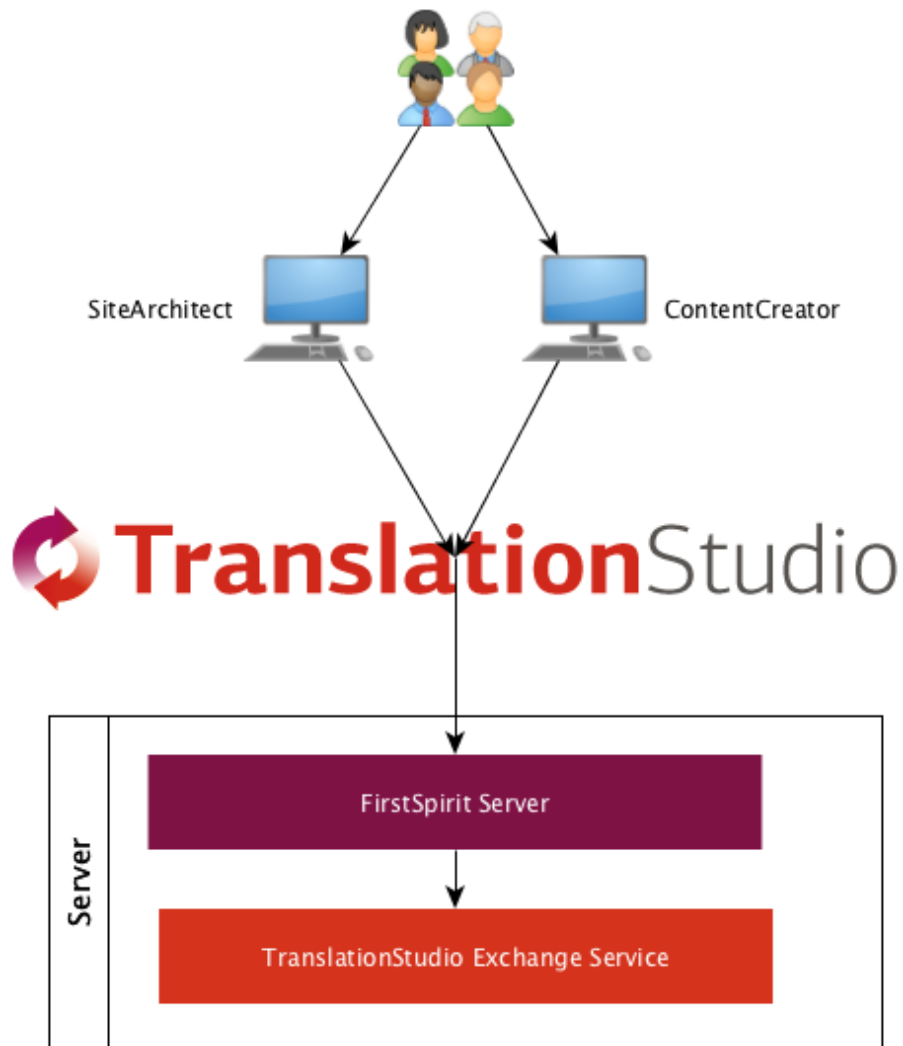 SiteArchitect
ContentCreator
TranslationStudio
Server
FirstSpirit Server
TranslationStudio Exchange Service